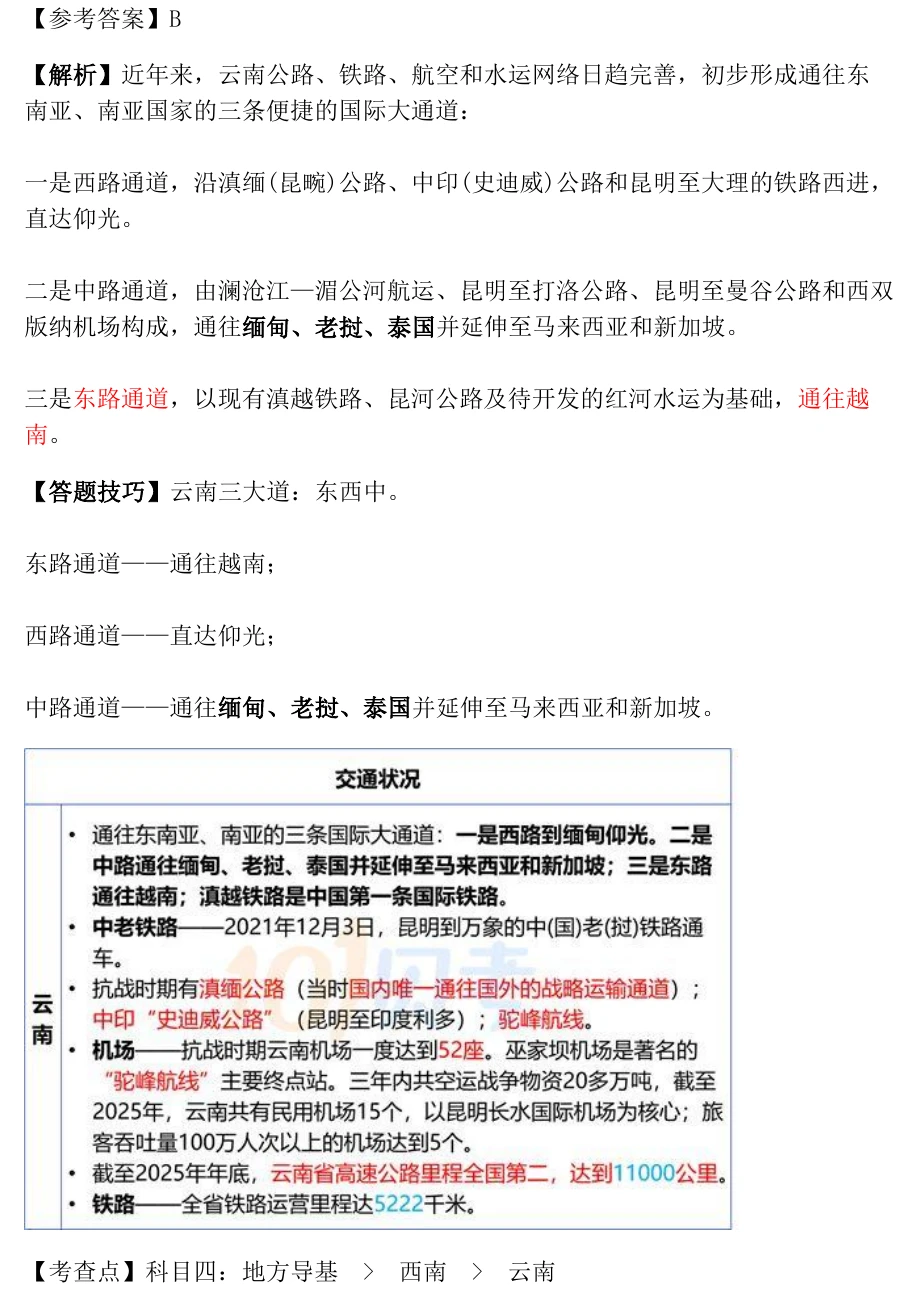 【参考答案】B
【解析】近年来，云南公路、铁路、航空和水运网络日趋完善，初步形成通往东
南亚、南亚国家的三条便捷的国际大通道：
一是西路通道，沿滇缅(昆畹)公路、中印(史迪威)公路和昆明至大理的铁路西进，
直达仰光。
二是中路通道，由澜沧江—湄公河航运、昆明至打洛公路、昆明至曼谷公路和西双
版纳机场构成，通往缅甸、老挝、泰国并延伸至马来西亚和新加坡。
三是东路通道，以现有滇越铁路、昆河公路及待开发的红河水运为基础，通往越
南。
【答题技巧】云南三大道：东西中。
东路通道——通往越南；
西路通道——直达仰光；
中路通道——通往缅甸、老挝、泰国并延伸至马来西亚和新加坡。
交通状况
云南
• 通往东南亚、南亚的三条国际大通道：一是西路到缅甸仰光。二是
中路通往缅甸、老挝、泰国并延伸至马来西亚和新加坡；三是东路
通往越南；滇越铁路是中国第一条国际铁路。
• 中老铁路——2021年12月3日，昆明到万象的中(国)老(挝)铁路通
车。
• 抗战时期有滇缅公路（当时国内唯一通往国外的战略运输通道）；
中印“史迪威公路”（昆明至印度利多）；驼峰航线。
• 机场——抗战时期云南机场一度达到52座。巫家坝机场是著名的
“驼峰航线”主要终点站。三年内共空运战争物资20多万吨，截至
2025年，云南共有民用机场15个，以昆明长水国际机场为核心；旅
客吞吐量100万人次以上的机场达到5个。
• 截至2025年年底，云南省高速公路里程全国第二，达到11000公里。
• 铁路——全省铁路运营里程达5222千米。
【考查点】科目四：地方导基 > 西南 > 云南